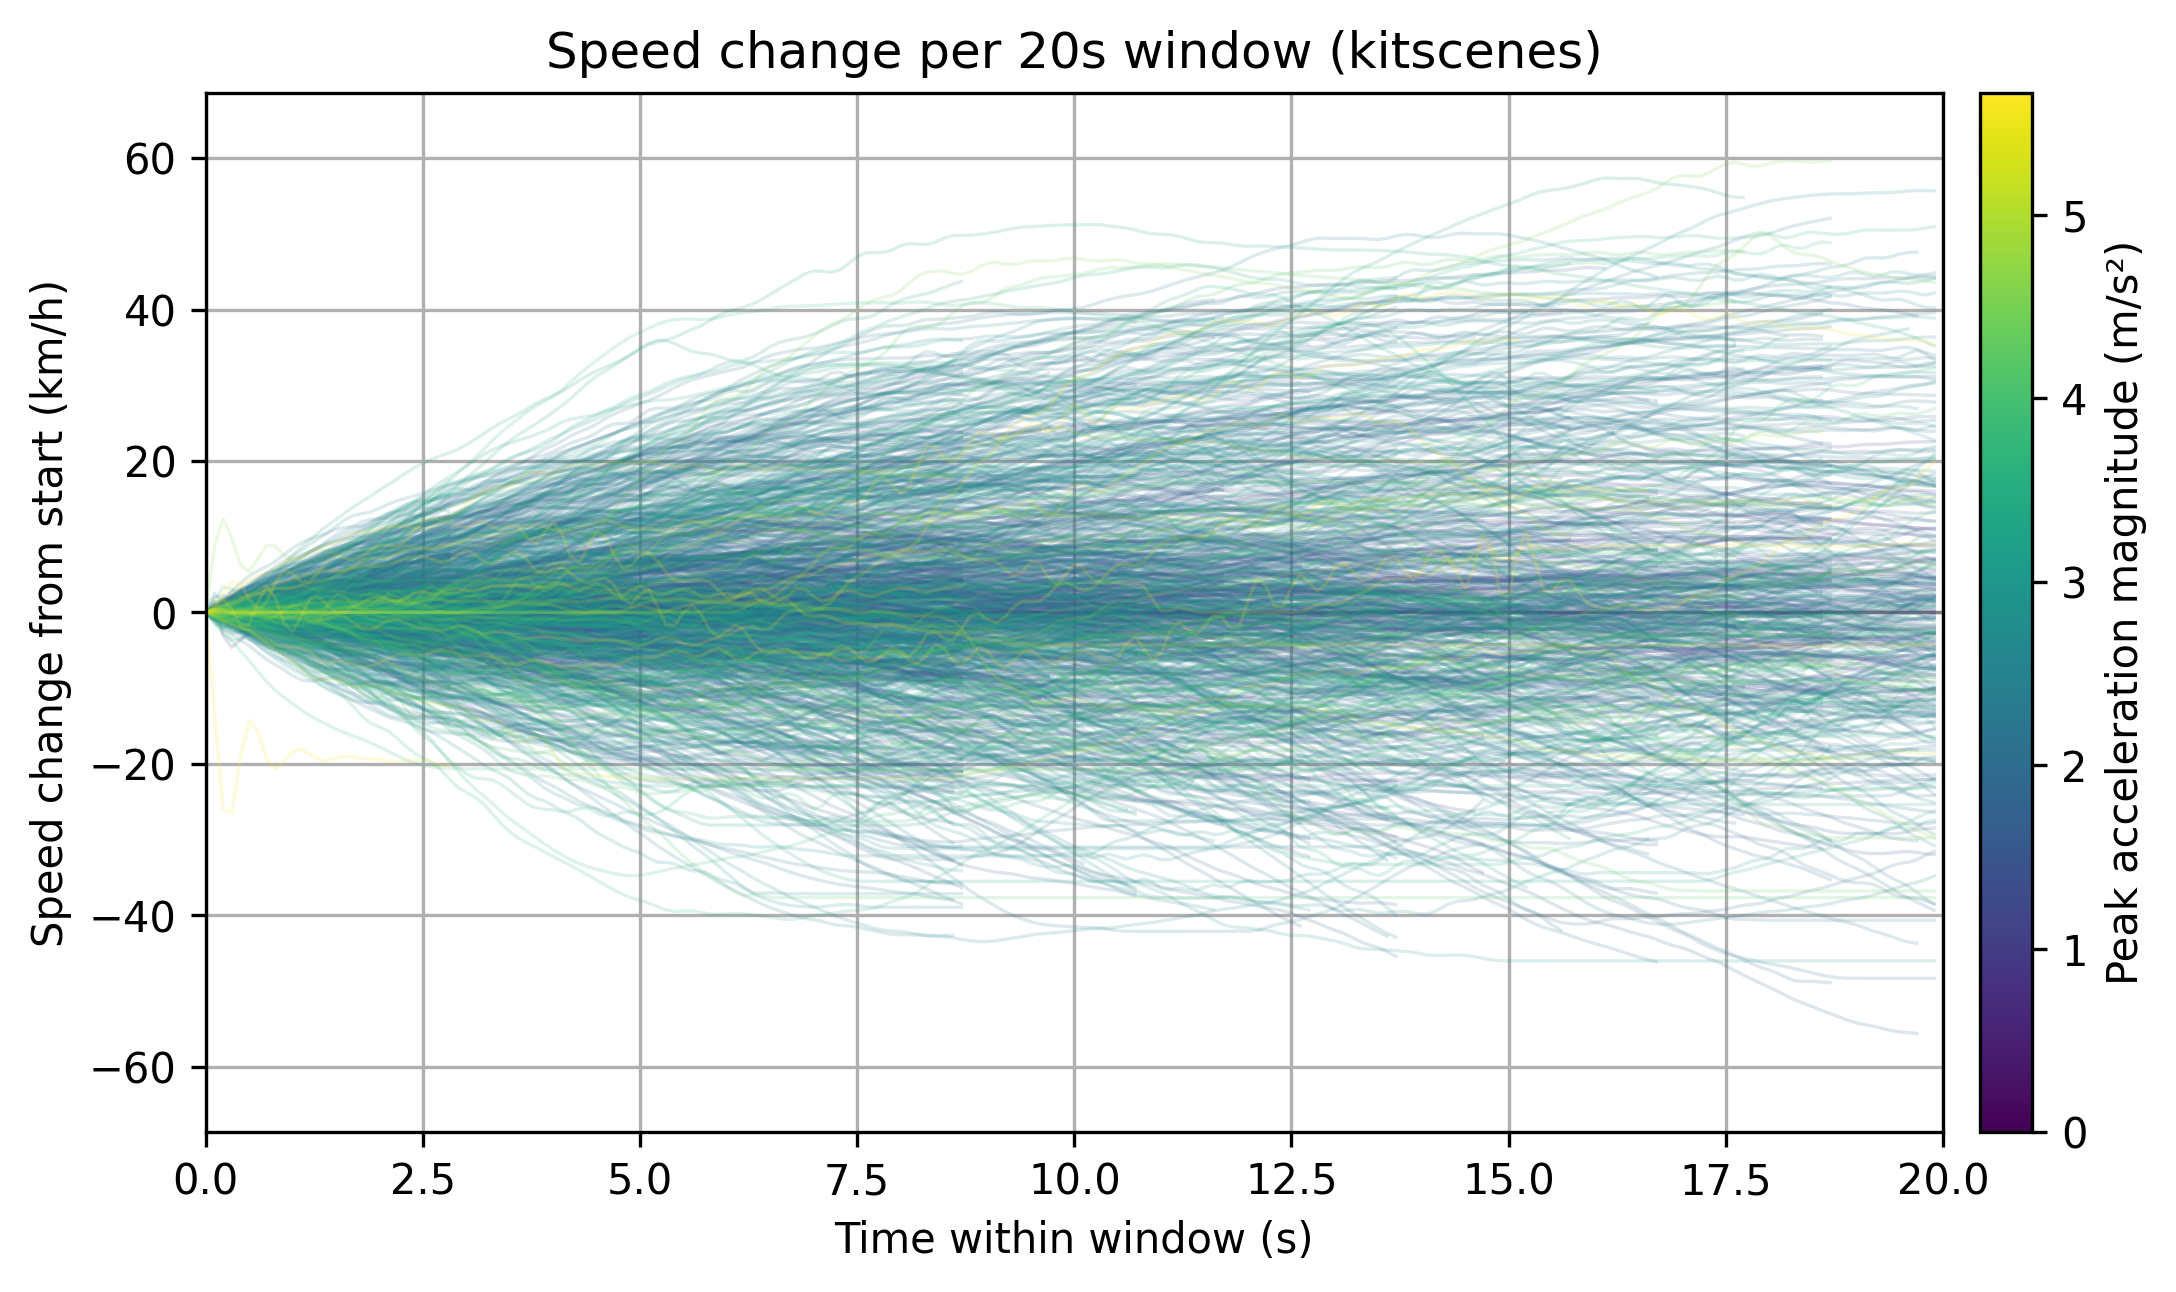 Speed change per 20s window (kitscenes)
Speed change from start (km/h)
60
40
20
0
−20
−40
−60
0.0 2.5 5.0 7.5 10.0 12.5 15.0 17.5 20.0
Time within window (s)
5
4
3
2
1
0
Peak acceleration magnitude (m/s²)